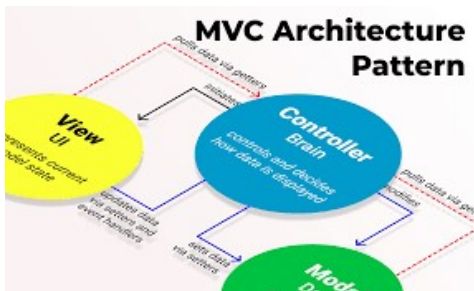 MVC Architecture
Pattern
pulls data via getters
initiates
View
UI
represents current
model state
Controller
Brain
controls and decides
how data is displayed
updates data
via setters and
event handlers
sets data
via setters
modifies
pulls data via